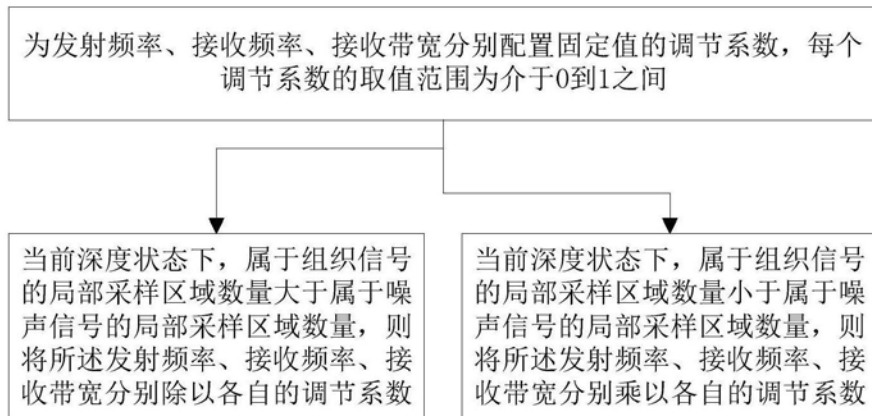 为发射频率、接收频率、接收带宽分别配置固定值的调节系数，每个
调节系数的取值范围为介于0到1之间
当前深度状态下，属于组织信号
的局部采样区域数量大于属于噪
声信号的局部采样区域数量，则
将所述发射频率、接收频率、接
收带宽分别除以各自的调节系数
当前深度状态下，属于组织信号
的局部采样区域数量小于属于噪
声信号的局部采样区域数量，则
将所述发射频率、接收频率、接
收带宽分别乘以各自的调节系数